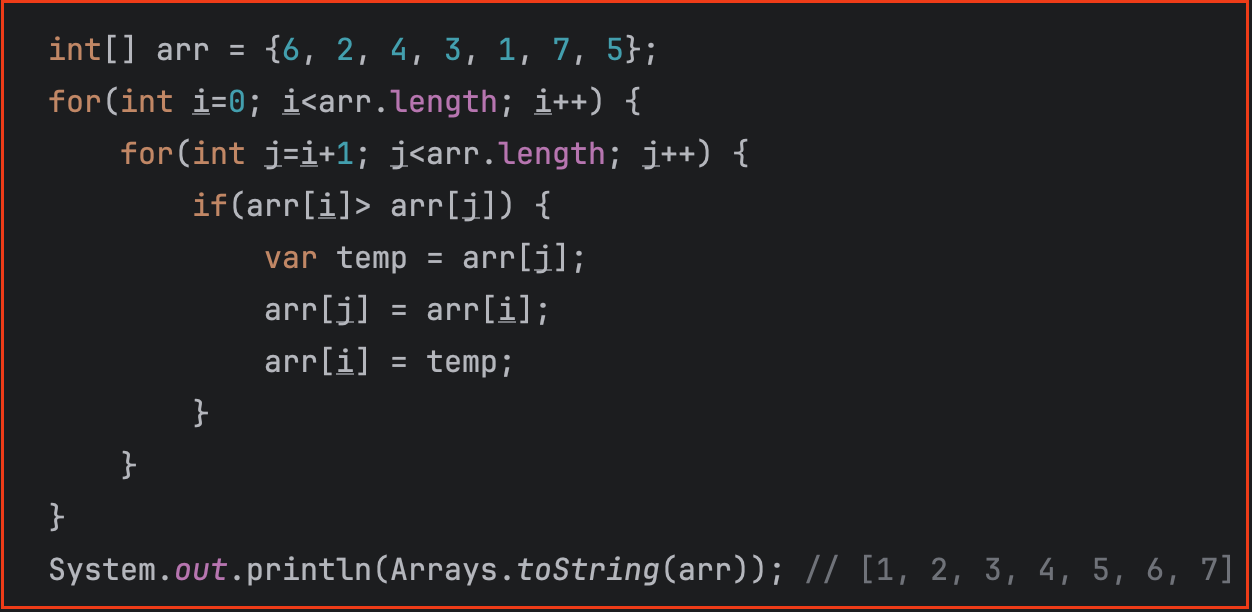 int[] arr = {6, 2, 4, 3, 1, 7, 5};
for(int i=0; i<arr.length; i++) {
    for(int j=i+1; j<arr.length; j++) {
        if(arr[i]> arr[j]) {
            var temp = arr[j];
            arr[j] = arr[i];
            arr[i] = temp;
        }
    }
}
System.out.println(Arrays.toString(arr)); // [1, 2, 3, 4, 5, 6, 7]